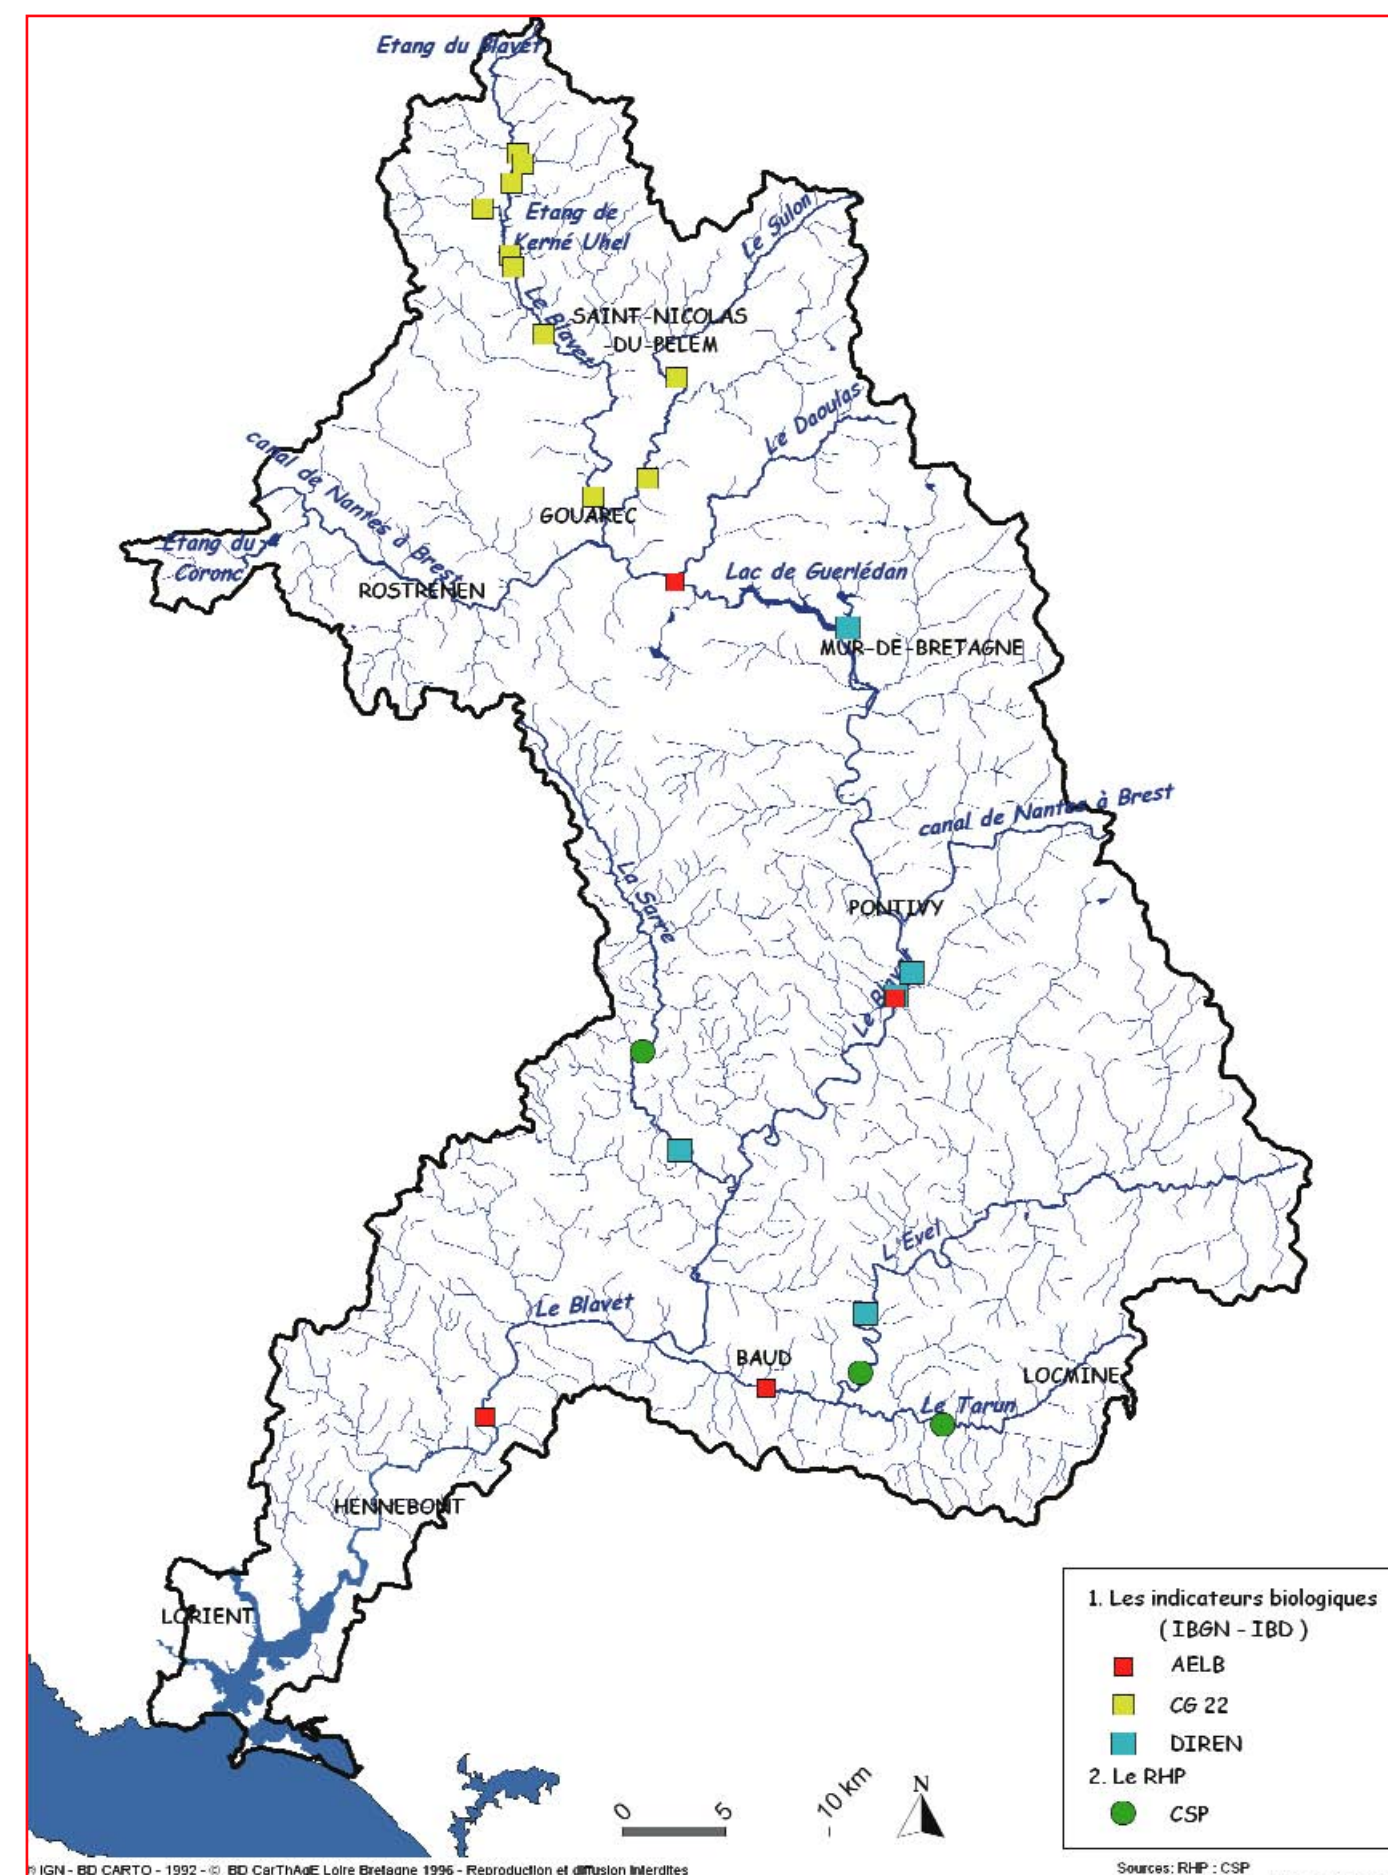 Etang du Blavet
Le Sulon
Etang de
Kerné Uhel
Le Blavet
SAINT-NICOLAS
-DU-BELEM
Le Daoulas
canal de Nantes à Brest
GOUAREC
Etang du
Coronc
ROSTRENEN
Lac de Guerlédan
MUR-DE-BRETAGNE
canal de Nantes à Brest
La Sarre
PONTIVY
Le Blavet
L'Evel
Le Blavet
BAUD
LOCMINE
Le Tarun
HENNEBONT
LORIENT
1. Les indicateurs biologiques
( IBGN - IBD )
AELB
CG 22
DIREN
2. Le RHP
CSP
0 5 10 km
N
IGN - BD CARTO - 1992 - © BD CarThAgE Loire Bretagne 1996 - Reproduction et diffusion interdites
Sources: RHP : CSP